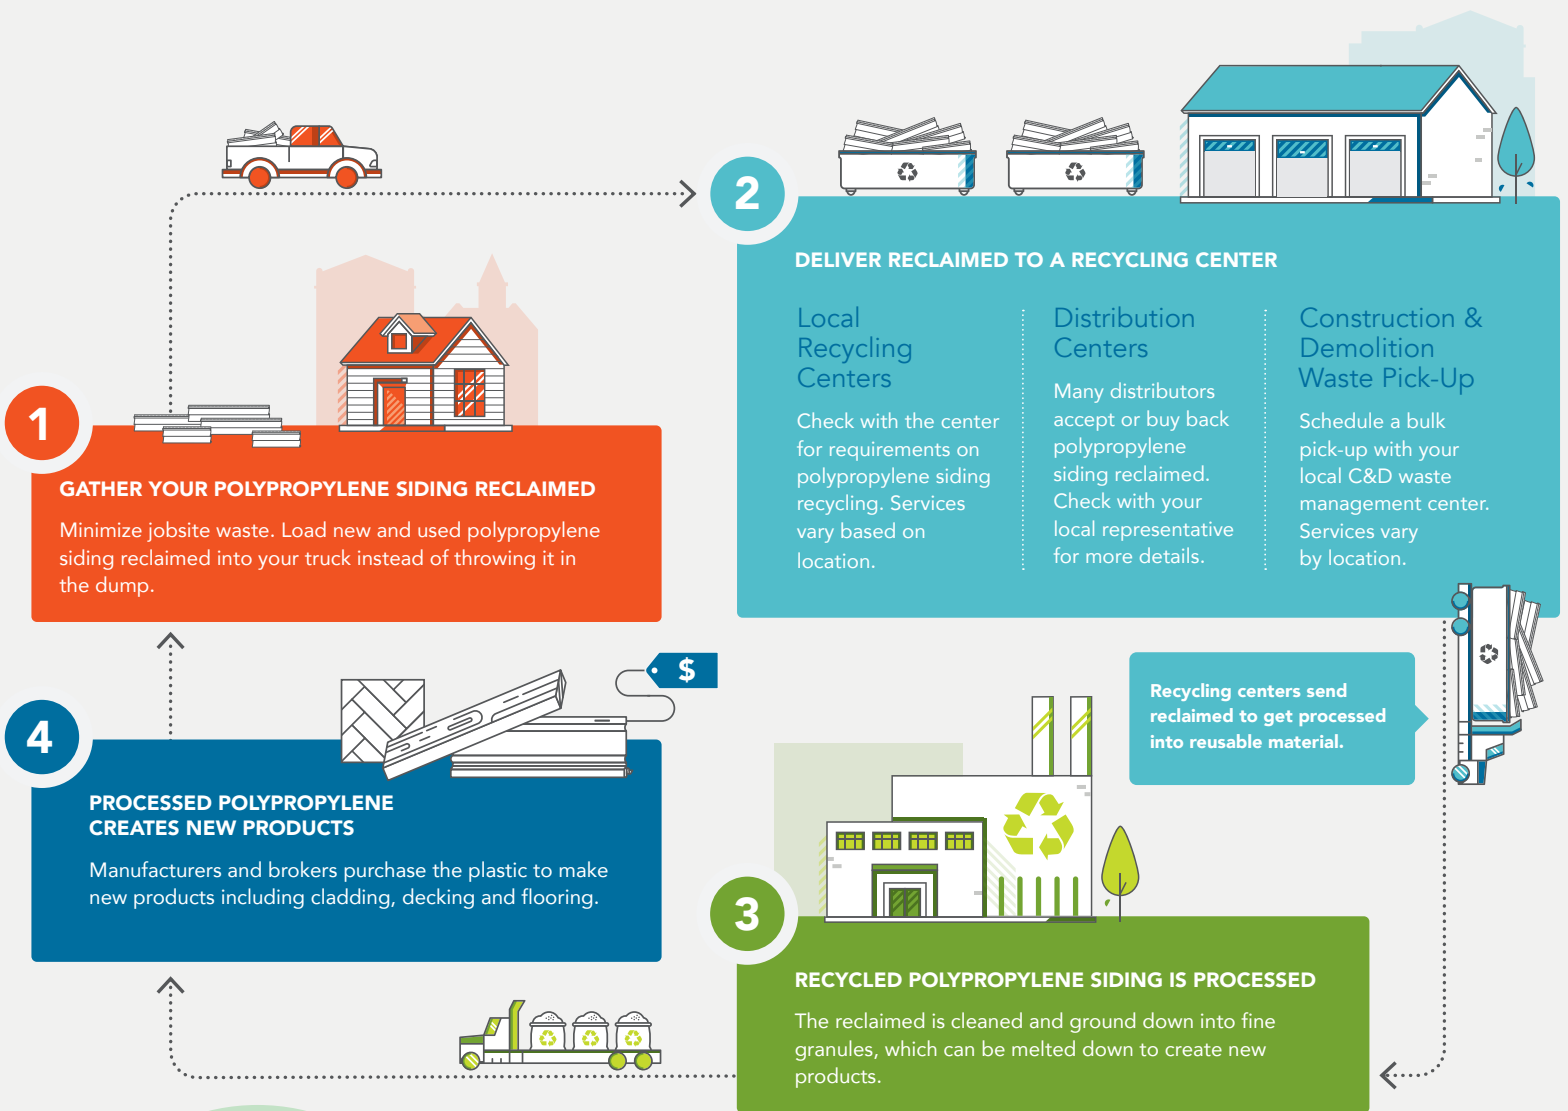 1
GATHER YOUR POLYPROPYLENE SIDING RECLAIMED
Minimize jobsite waste. Load new and used polypropylene
siding reclaimed into your truck instead of throwing it in
the dump.
2
DELIVER RECLAIMED TO A RECYCLING CENTER
Local
Recycling
Centers
Check with the center
for requirements on
polypropylene siding
recycling. Services
vary based on
location.
Distribution
Centers
Many distributors
accept or buy back
polypropylene
siding reclaimed.
Check with your
local representative
for more details.
Construction &
Demolition
Waste Pick-Up
Schedule a bulk
pick-up with your
local C&D waste
management center.
Services vary
by location.
Recycling centers send
reclaimed to get processed
into reusable material.
3
RECYCLED POLYPROPYLENE SIDING IS PROCESSED
The reclaimed is cleaned and ground down into fine
granules, which can be melted down to create new
products.
4
$
PROCESSED POLYPROPYLENE
CREATES NEW PRODUCTS
Manufacturers and brokers purchase the plastic to make
new products including cladding, decking and flooring.